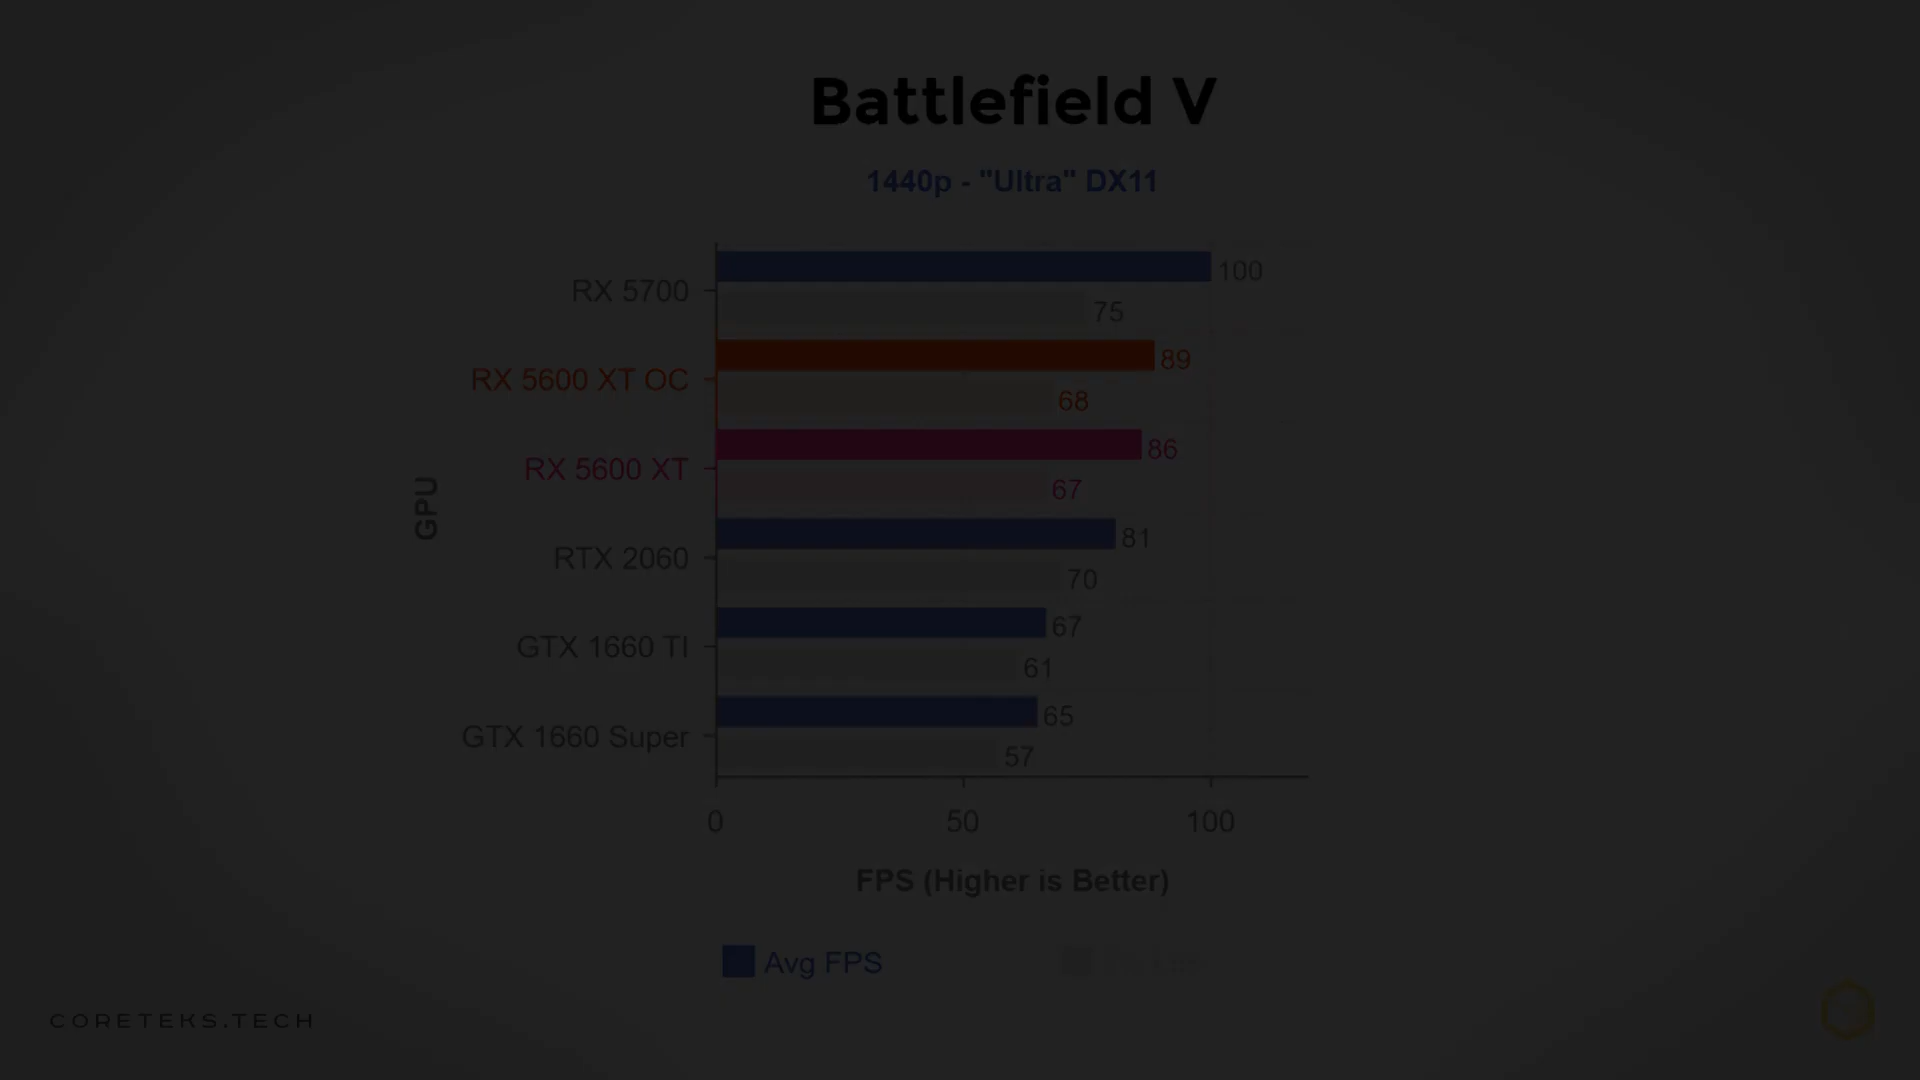 Battlefield V
1440p - "Ultra" DX11
RX 5700
100
75
RX 5600 XT OC
89
68
RX 5600 XT
86
67
GPU
RTX 2060
81
70
GTX 1660 TI
67
61
GTX 1660 Super
65
57
0
50
100
FPS (Higher is Better)
Avg FPS
CORETEKS.TECH